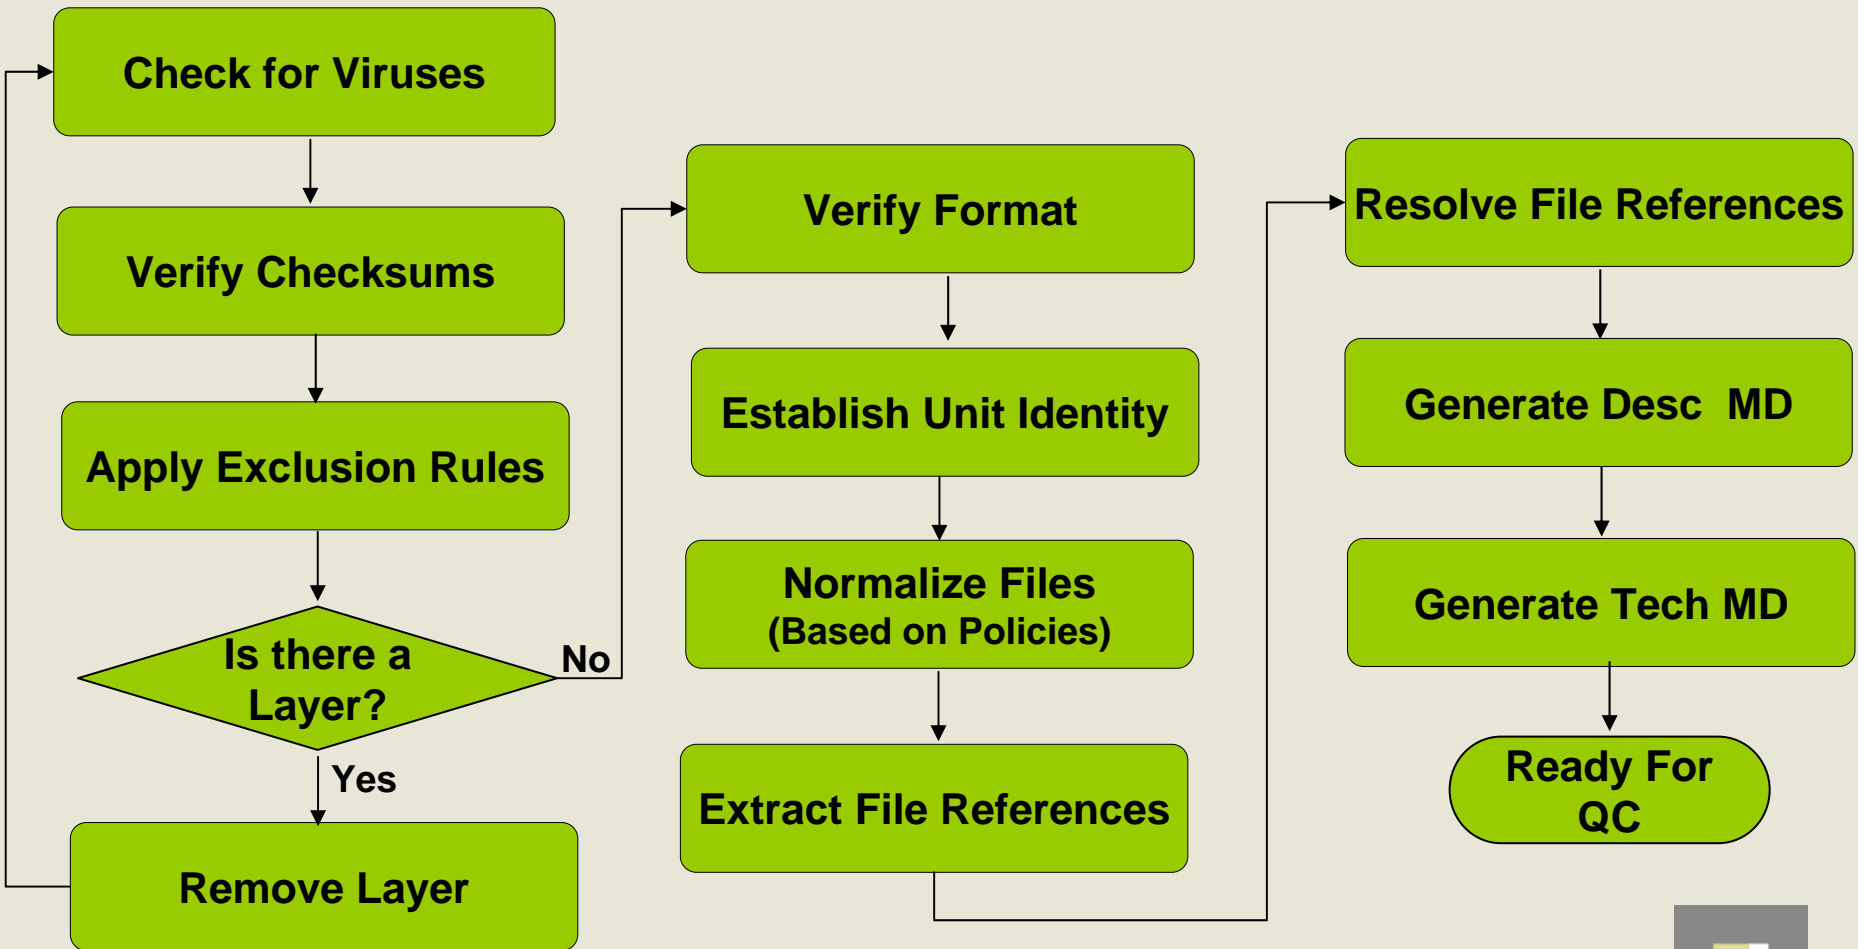 Check for Viruses
Verify Checksums
Apply Exclusion Rules
Is there a
Layer?
No
Yes
Remove Layer
Verify Format
Establish Unit Identity
Normalize Files
(Based on Policies)
Extract File References
Resolve File References
Generate Desc  MD
Generate Tech MD
Ready For
QC